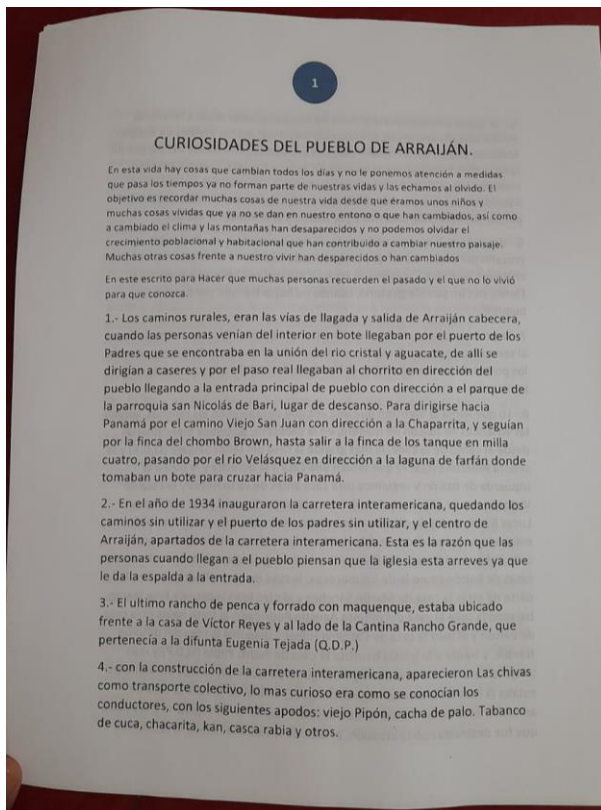 1
CURIOSIDADES DEL PUEBLO DE ARRAIJÁN.
En esta vida hay cosas que cambian todos los días y no le ponemos atención a medidas
que pasa los tiempos ya no forman parte de nuestras vidas y las echamos al olvido. El
objetivo es recordar muchas cosas de nuestra vida desde que éramos unos niños y
muchas cosas vividas que ya no se dan en nuestro entono o que han cambiados, así como
a cambiado el clima y las montañas han desaparecidos y no podemos olvidar el
crecimiento poblacional y habitacional que han contribuido a cambiar nuestro paisaje.
Muchas otras cosas frente a nuestro vivir han desparecidos o han cambiados
En este escrito para Hacer que muchas personas recuerden el pasado y el que no lo vivió
para que conozca.
1.- Los caminos rurales, eran las vías de llagada y salida de Arraiján cabecera,
cuando las personas venían del interior en bote llegaban por el puerto de los
Padres que se encontraba en la unión del rio cristal y aguacate, de allí se
dirigían a caseres y por el paso real llegaban al chorrito en dirección del
pueblo llegando a la entrada principal de pueblo con dirección a el parque de
la parroquia san Nicolás de Bari, lugar de descanso. Para dirigirse hacia
Panamá por el camino Viejo San Juan con dirección a la Chaparrita, y seguían
por la finca del chombo Brown, hasta salir a la finca de los tanque en milla
cuatro, pasando por el rio Velásquez en dirección a la laguna de farfán donde
tomaban un bote para cruzar hacia Panamá.
2.- En el año de 1934 inauguraron la carretera interamericana, quedando los
caminos sin utilizar y el puerto de los padres sin utilizar, y el centro de
Arraiján, apartados de la carretera interamericana. Esta es la razón que las
personas cuando llegan a el pueblo piensan que la iglesia esta arreves ya que
le da la espalda a la entrada.
3.- El ultimo rancho de penca y forrado con maquenque, estaba ubicado
frente a la casa de Víctor Reyes y al lado de la Cantina Rancho Grande, que
pertenecía a la difunta Eugenia Tejada (Q.D.P.)
4.- con la construcción de la carretera interamericana, aparecieron Las chivas
como transporte colectivo, lo mas curioso era como se conocían los
conductores, con los siguientes apodos: viejo Pipón, cacha de palo. Tabanco
de cuca, chacarita, kan, casca rabia y otros.